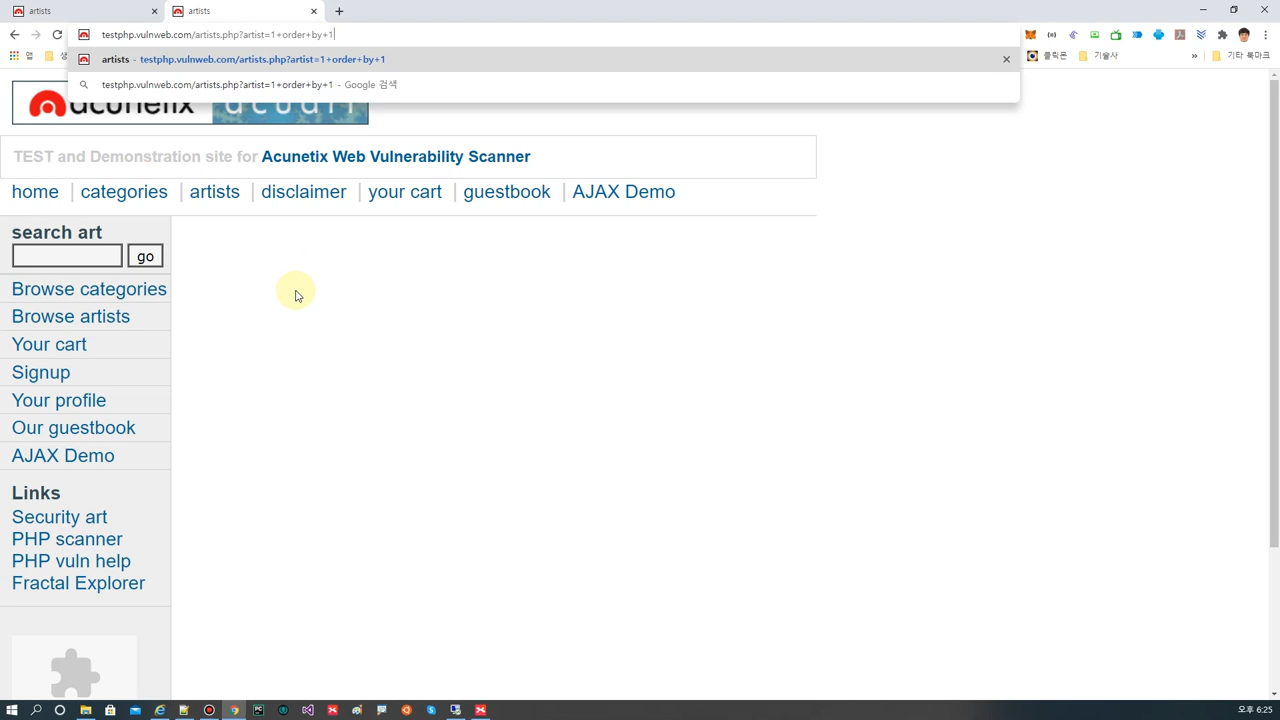 artists
artists
testphp.vulnweb.com/artists.php?artist=1+order+by+1
앱
생
클릭몬
기술사
»
기타 북마크
artists - testphp.vulnweb.com/artists.php?artist=1+order+by+1
testphp.vulnweb.com/artists.php?artist=1+order+by+1 - Google 검색
acunetix acuart
TEST and Demonstration site for Acunetix Web Vulnerability Scanner
home | categories | artists | disclaimer | your cart | guestbook | AJAX Demo
search art
go
Browse categories
Browse artists
Your cart
Signup
Your profile
Our guestbook
AJAX Demo
Links
Security art
PHP scanner
PHP vuln help
Fractal Explorer
오후 6:25